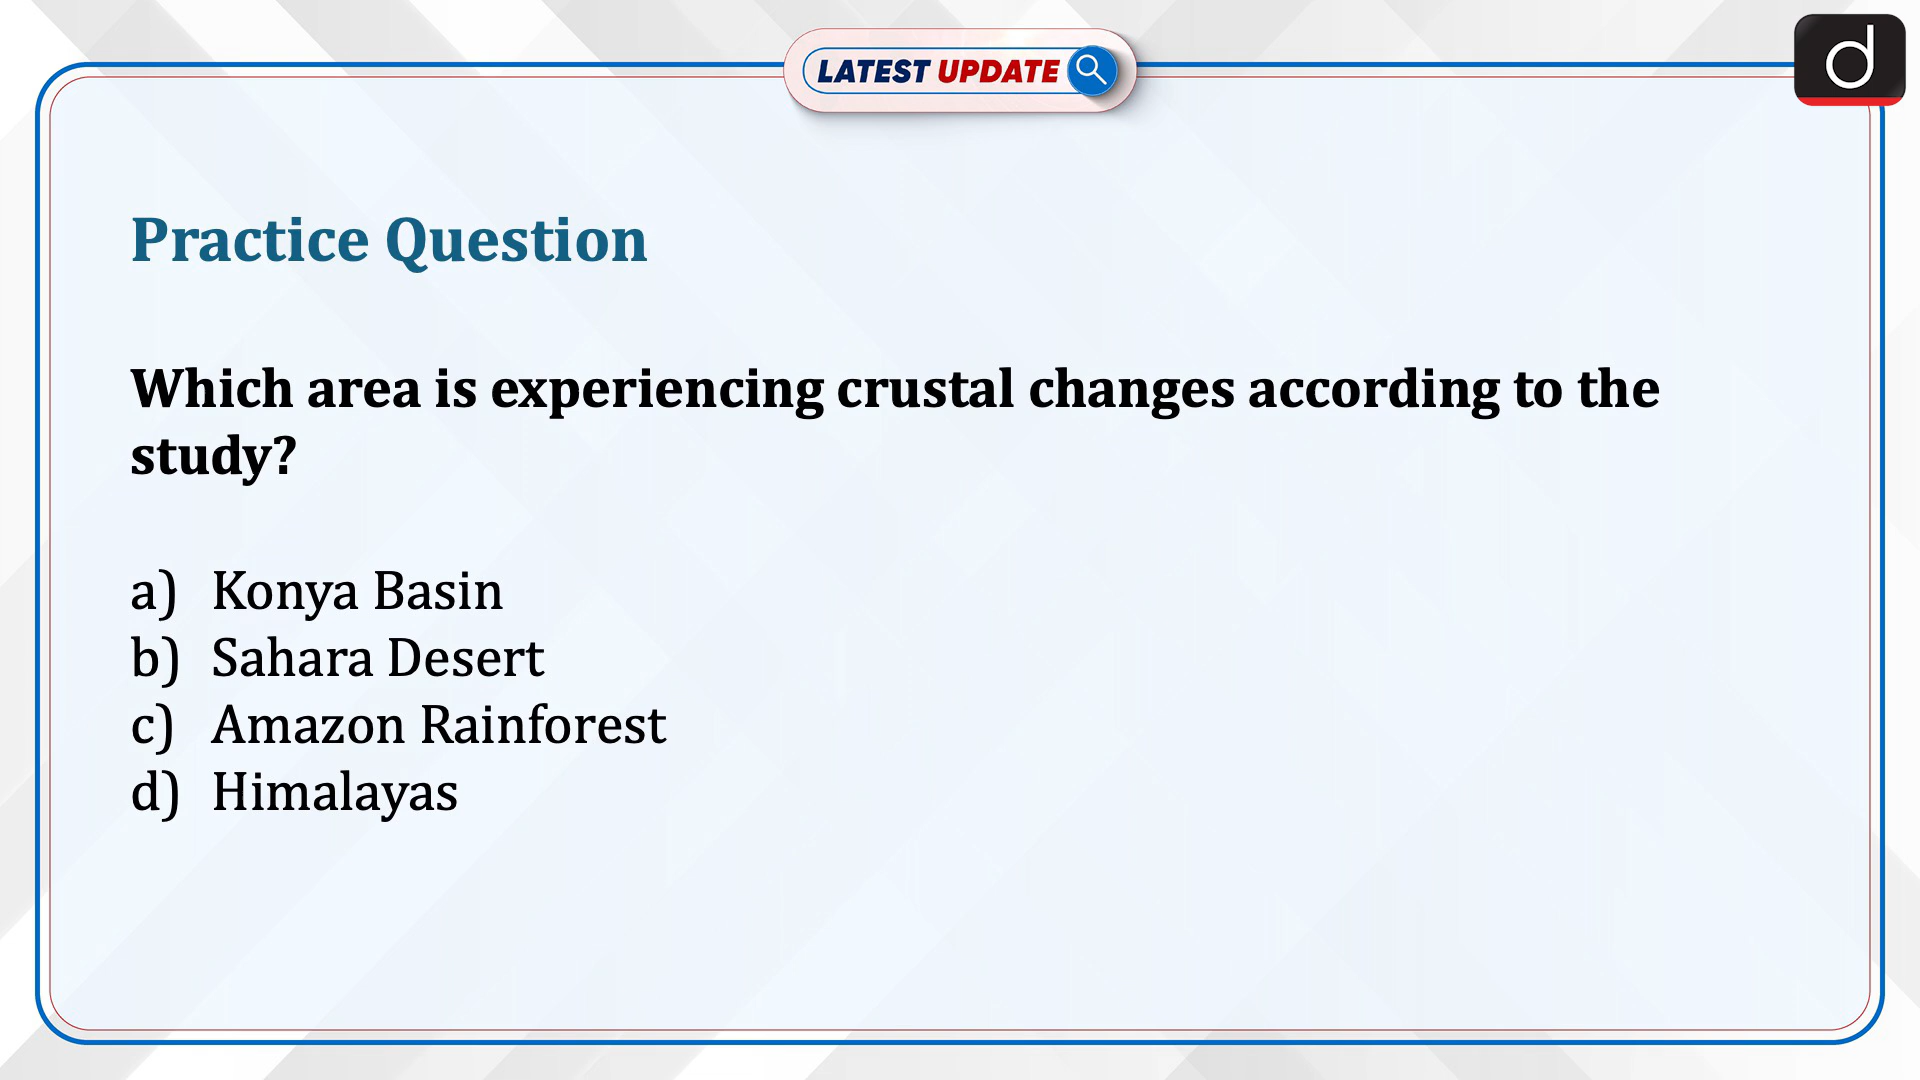 LATEST UPDATE
d
Practice Question
Which area is experiencing crustal changes according to the
study?
a) Konya Basin
b) Sahara Desert
c) Amazon Rainforest
d) Himalayas